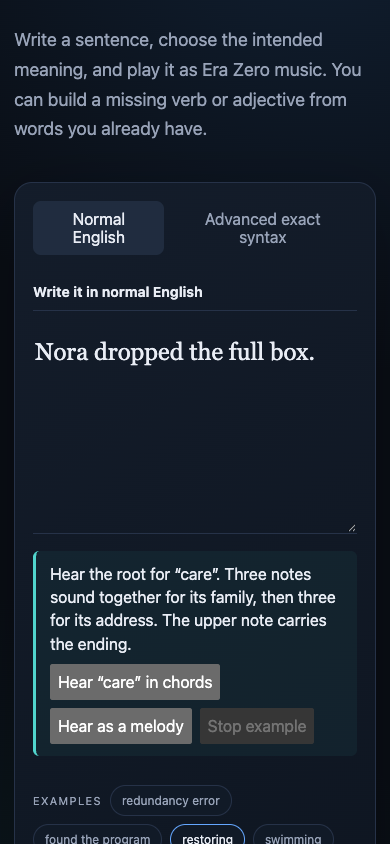 Write a sentence, choose the intended
meaning, and play it as Era Zero music. You
can build a missing verb or adjective from
words you already have.
Normal
English
Advanced exact
syntax
Write it in normal English
Nora dropped the full box.
Hear the root for “care”. Three notes
sound together for its family, then three
for its address. The upper note carries
the ending.
Hear “care” in chords
Hear as a melody
Stop example
EXAMPLES
redundancy error
found the program
restoring
swimming